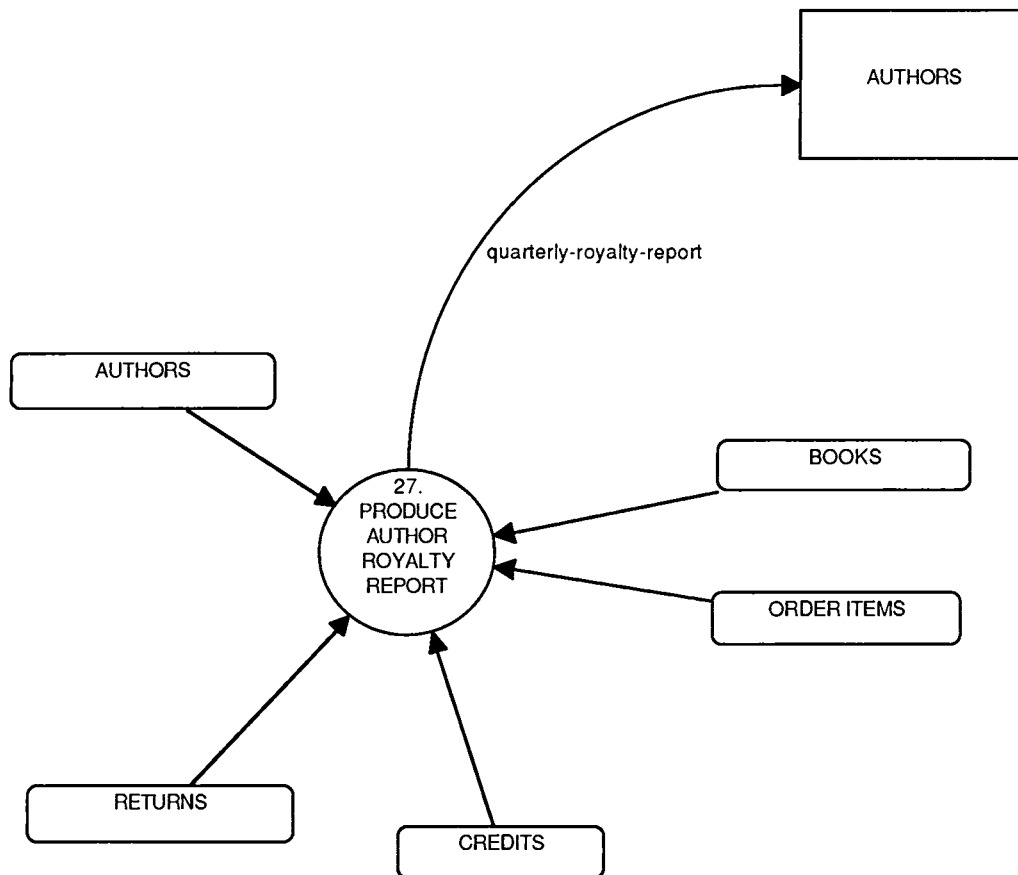 AUTHORS
quarterly-royalty-report
AUTHORS
BOOKS
27.
PRODUCE
AUTHOR
ROYALTY
REPORT
ORDER ITEMS
RETURNS
CREDITS